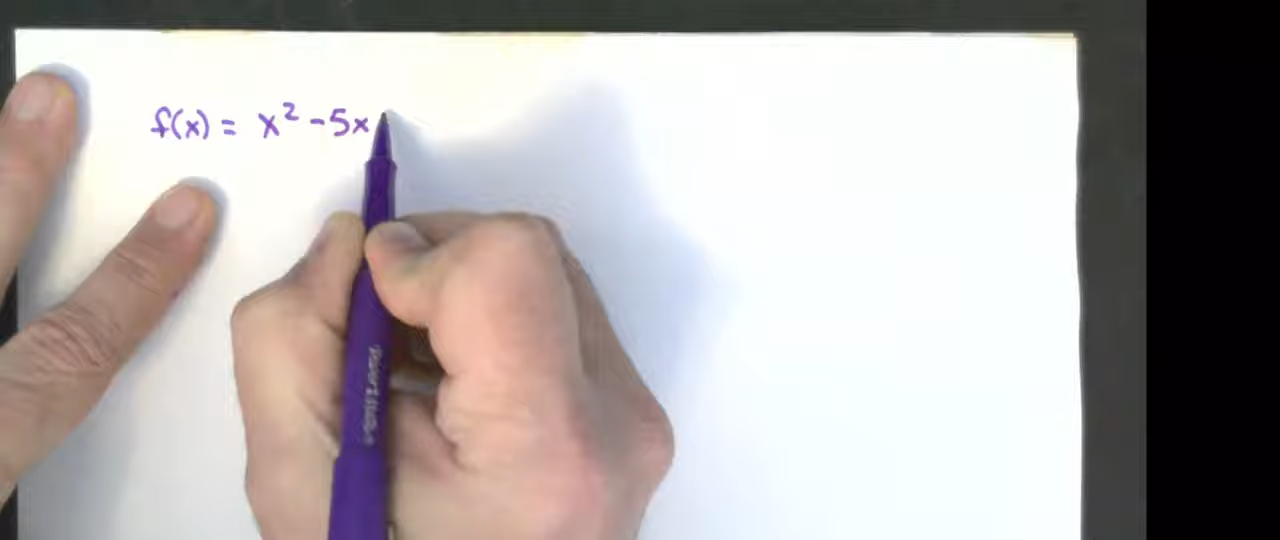 f(x) = x² -5x